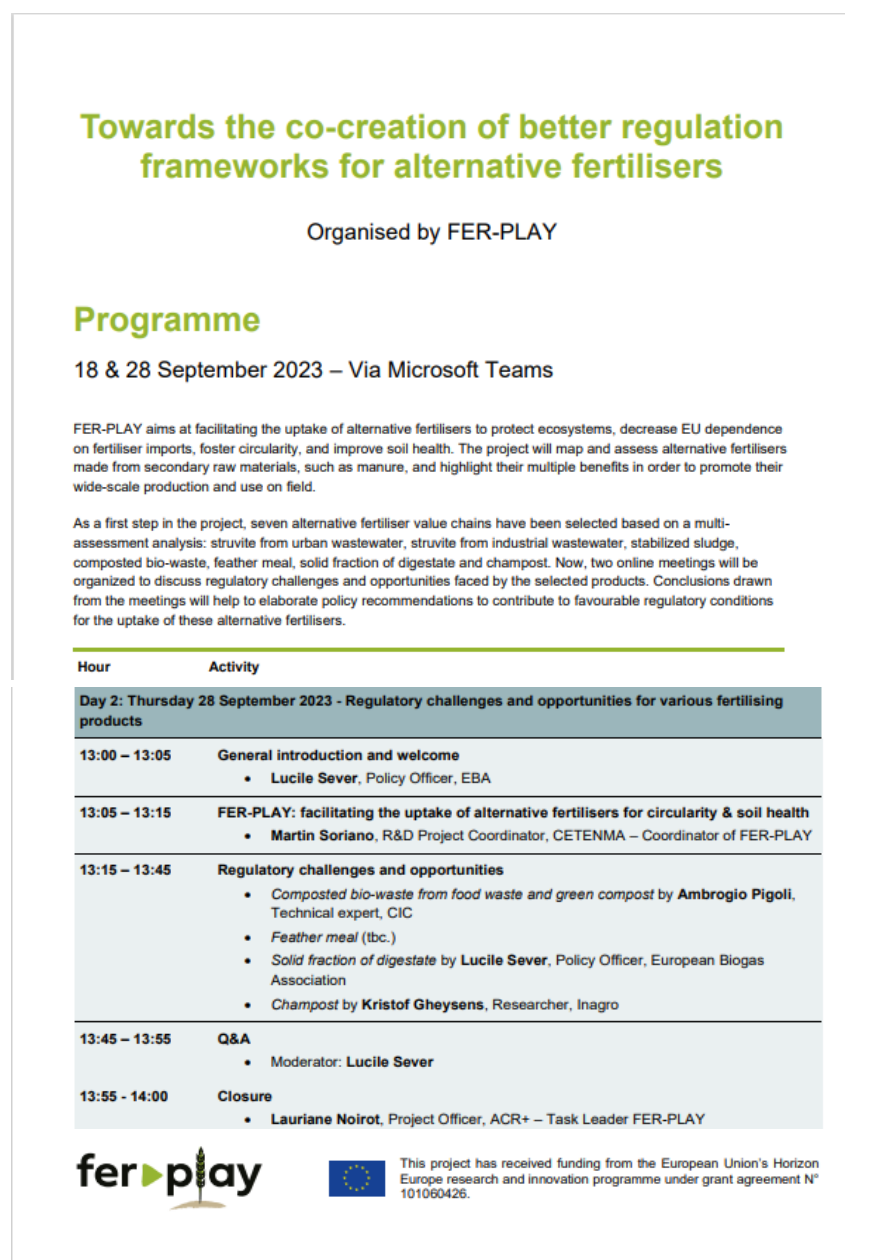 Towards the co-creation of better regulation
frameworks for alternative fertilisers
Organised by FER-PLAY
Programme
18 & 28 September 2023 – Via Microsoft Teams
FER-PLAY aims at facilitating the uptake of alternative fertilisers to protect ecosystems, decrease EU dependence
on fertiliser imports, foster circularity, and improve soil health. The project will map and assess alternative fertilisers
made from secondary raw materials, such as manure, and highlight their multiple benefits in order to promote their
wide-scale production and use on field.
As a first step in the project, seven alternative fertiliser value chains have been selected based on a multi-
assessment analysis: struvite from urban wastewater, struvite from industrial wastewater, stabilized sludge,
composted bio-waste, feather meal, solid fraction of digestate and champost. Now, two online meetings will be
organized to discuss regulatory challenges and opportunities faced by the selected products. Conclusions drawn
from the meetings will help to elaborate policy recommendations to contribute to favourable regulatory conditions
for the uptake of these alternative fertilisers.
Hour Activity
Day 2: Thursday 28 September 2023 - Regulatory challenges and opportunities for various fertilising
products
13:00 – 13:05 General introduction and welcome
• Lucile Sever, Policy Officer, EBA
13:05 – 13:15 FER-PLAY: facilitating the uptake of alternative fertilisers for circularity & soil health
• Martin Soriano, R&D Project Coordinator, CETENMA – Coordinator of FER-PLAY
13:15 – 13:45 Regulatory challenges and opportunities
• Composted bio-waste from food waste and green compost by Ambrogio Pigoli,
Technical expert, CIC
• Feather meal (tbc.)
• Solid fraction of digestate by Lucile Sever, Policy Officer, European Biogas
Association
• Champost by Kristof Gheysens, Researcher, Inagro
13:45 – 13:55 Q&A
• Moderator: Lucile Sever
13:55 - 14:00 Closure
• Lauriane Noirot, Project Officer, ACR+ – Task Leader FER-PLAY
fer play
This project has received funding from the European Union's Horizon
Europe research and innovation programme under grant agreement N°
101060426.